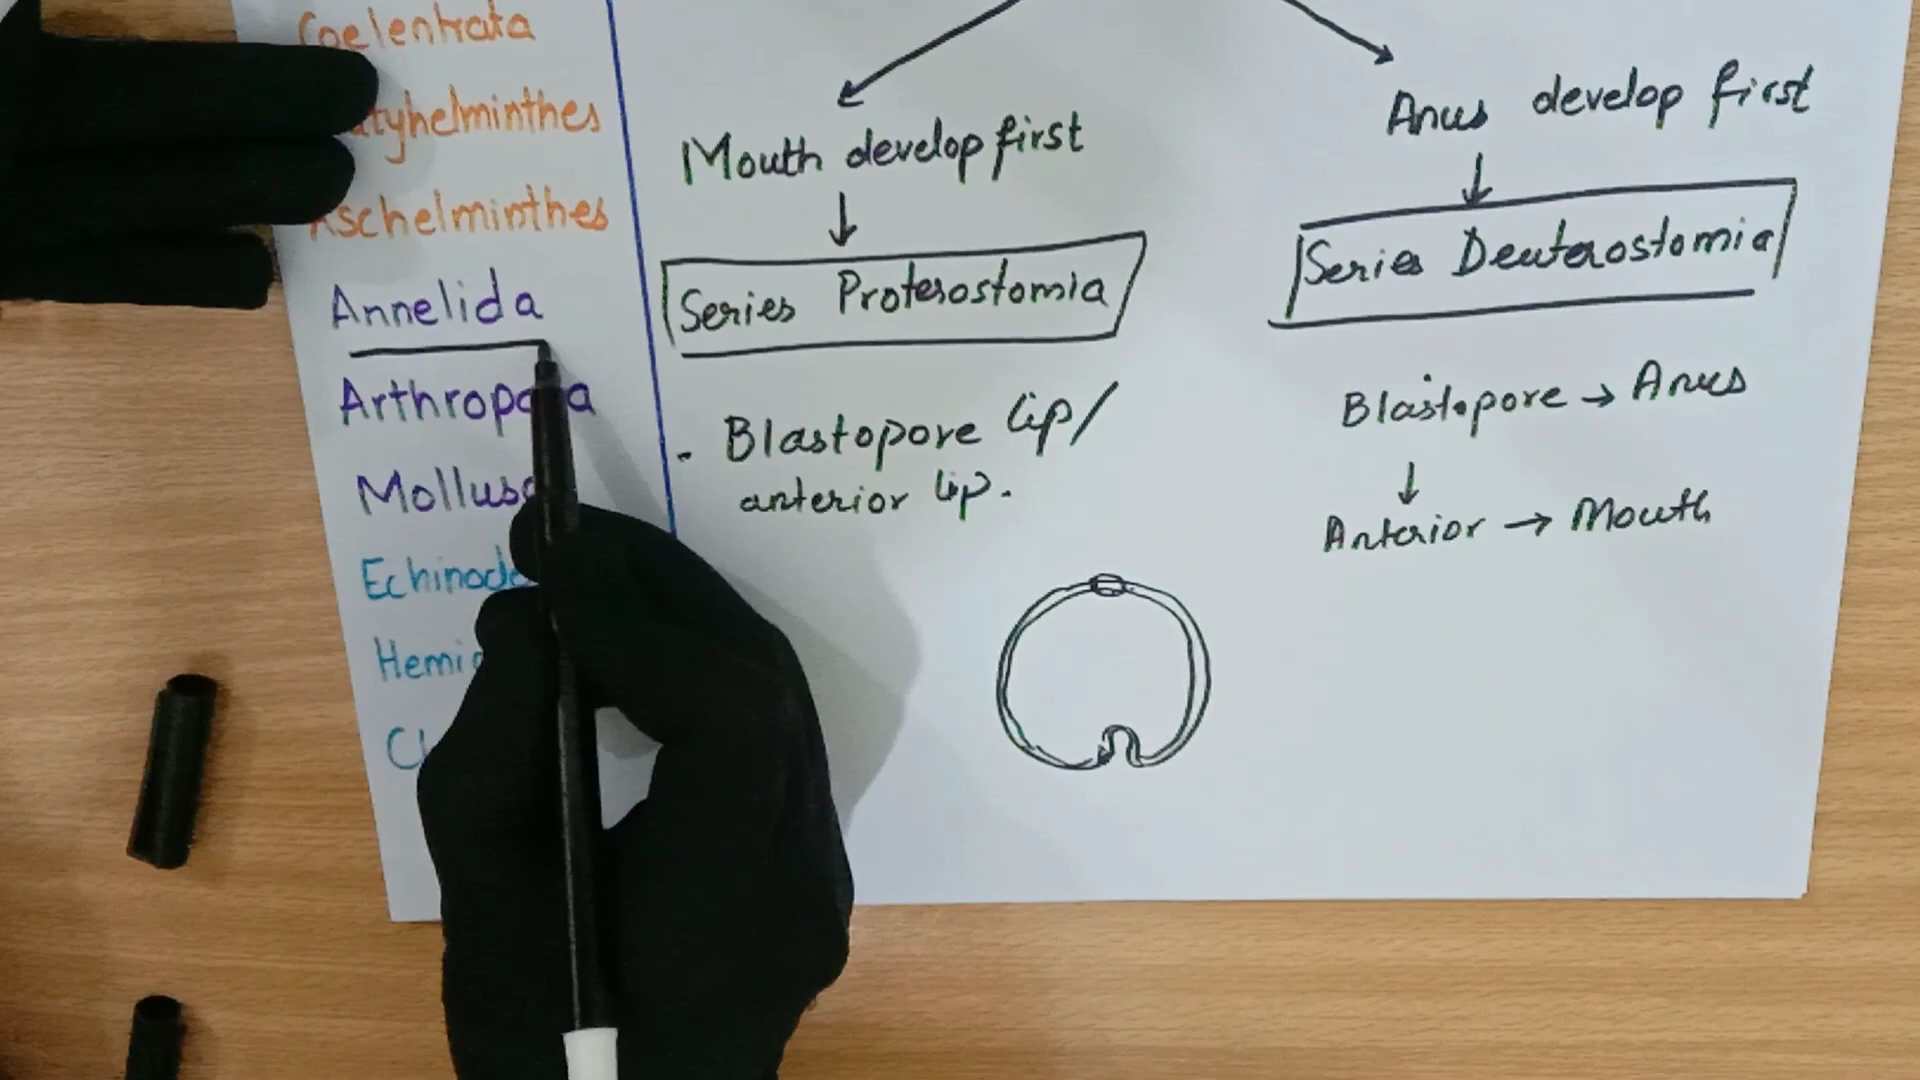 Coelentrata
Aschelminthes
Annelida
Mouth develop first
Series Proterostomia
- Blastopore lip/
anterior lip.
Anus develop first
Series Deuterostomia
Blastopore → Anus
Anterior → Mouth